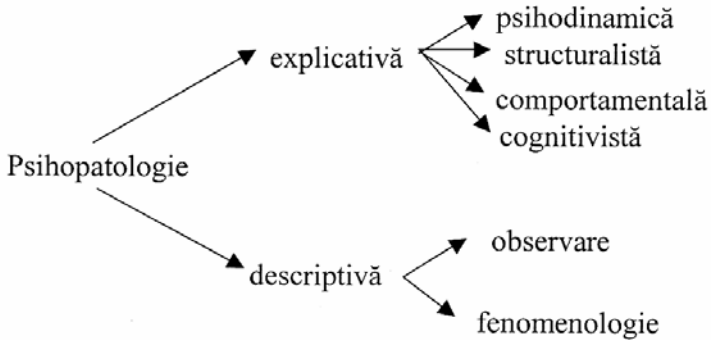 psihodinamică
explicativă
structuralistă
comportamentală
cognitivistă
Psihopatologie
observare
descriptivă
fenomenologie